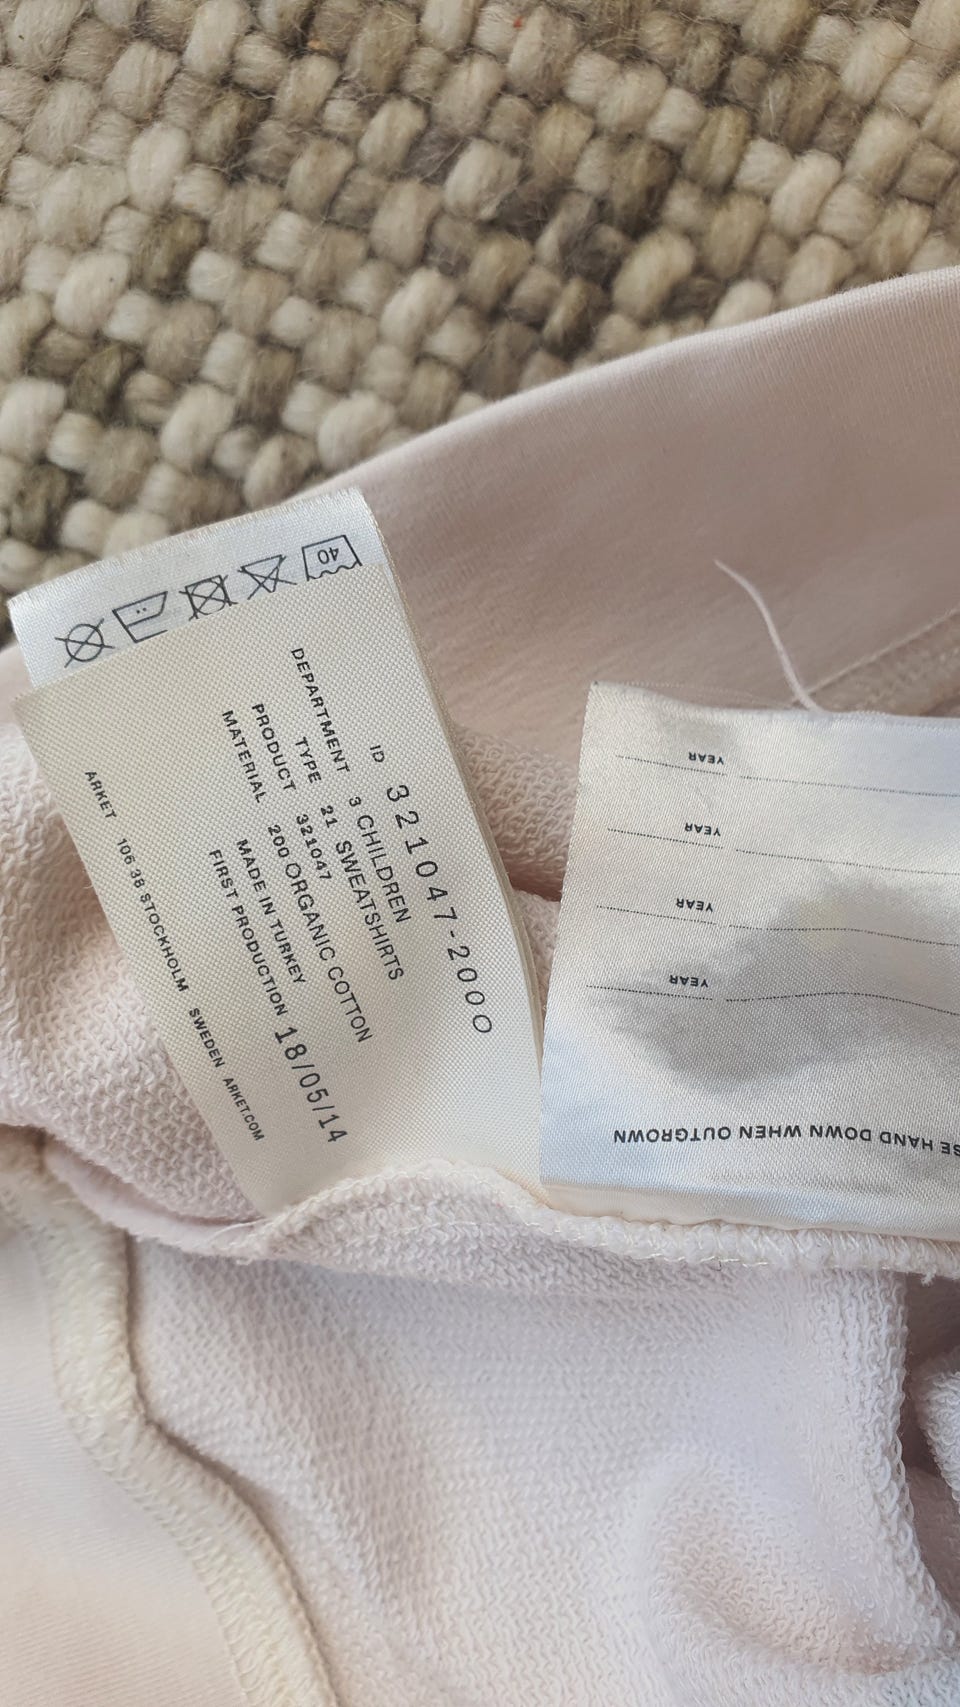 40
ID 321047-2000
DEPARTMENT 3 CHILDREN
TYPE 21 SWEATSHIRTS
PRODUCT 321047
MATERIAL 200 ORGANIC COTTON
MADE IN TURKEY
FIRST PRODUCTION 18/05/14
ARKET 106 38 STOCKHOLM SWEDEN ARKET.COM
HAND DOWN WHEN OUTGROWN
YEAR
YEAR
YEAR
YEAR